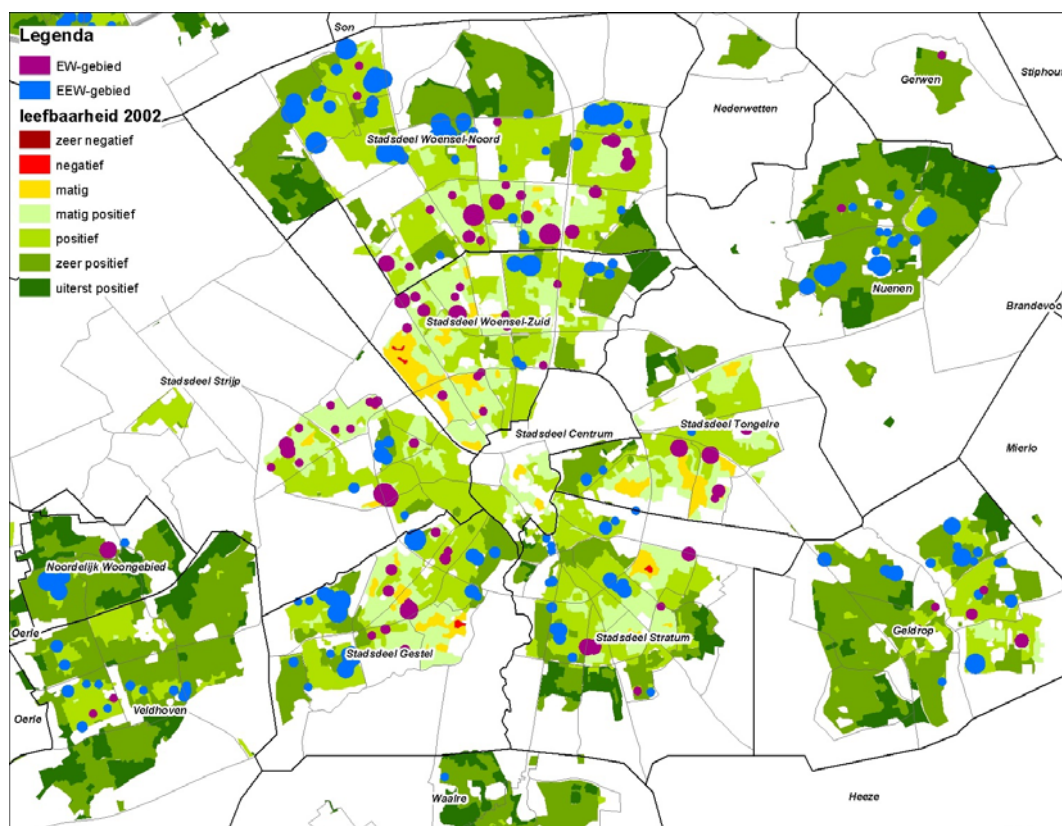 Legenda
EW-gebied
EEW-gebied
leefbaarheid 2002
zeer negatief
negatief
matig
matig positief
positief
zeer positief
uiterst positief
Son
Gerwen
Stiphout
Nederwetten
Stadsdeel Woensel-Noord
Nuenen
Brandevoo
Stadsdeel Woensel-Zuid
Stadsdeel Strijp
Stadsdeel Centrum
Stadsdeel Tongelre
Mierlo
Noordelijk Woongebied
Oerle
Stadsdeel Gestel
Stadsdeel Stratum
Geldrop
Oerle
Veldhoven
Waalre
Heeze